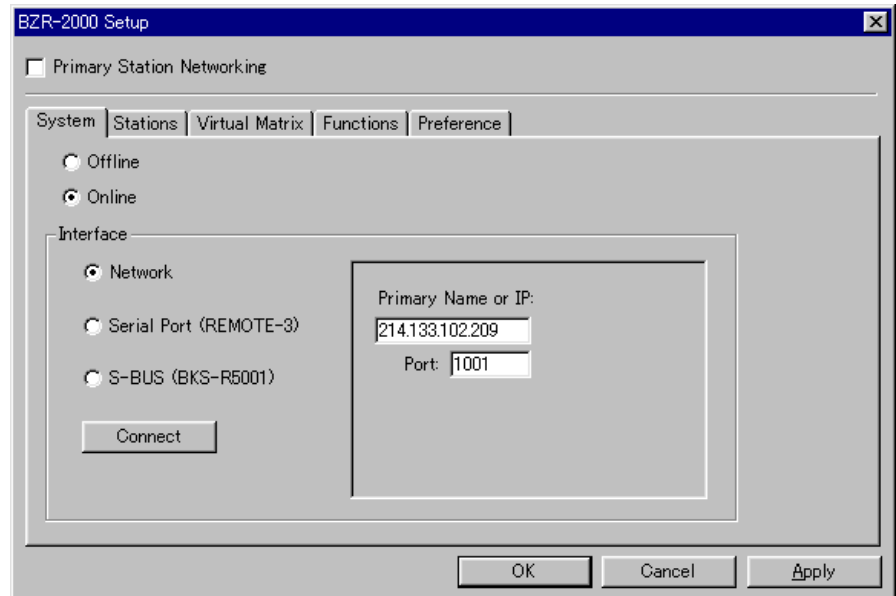 BZR-2000 Setup
Primary Station Networking
System Stations Virtual Matrix Functions Preference
Offline
Online
Interface
Network
Primary Name or IP:
214.133.102.209
Serial Port (REMOTE-3)
Port: 1001
S-BUS (BKS-R5001)
Connect
OK Cancel Apply